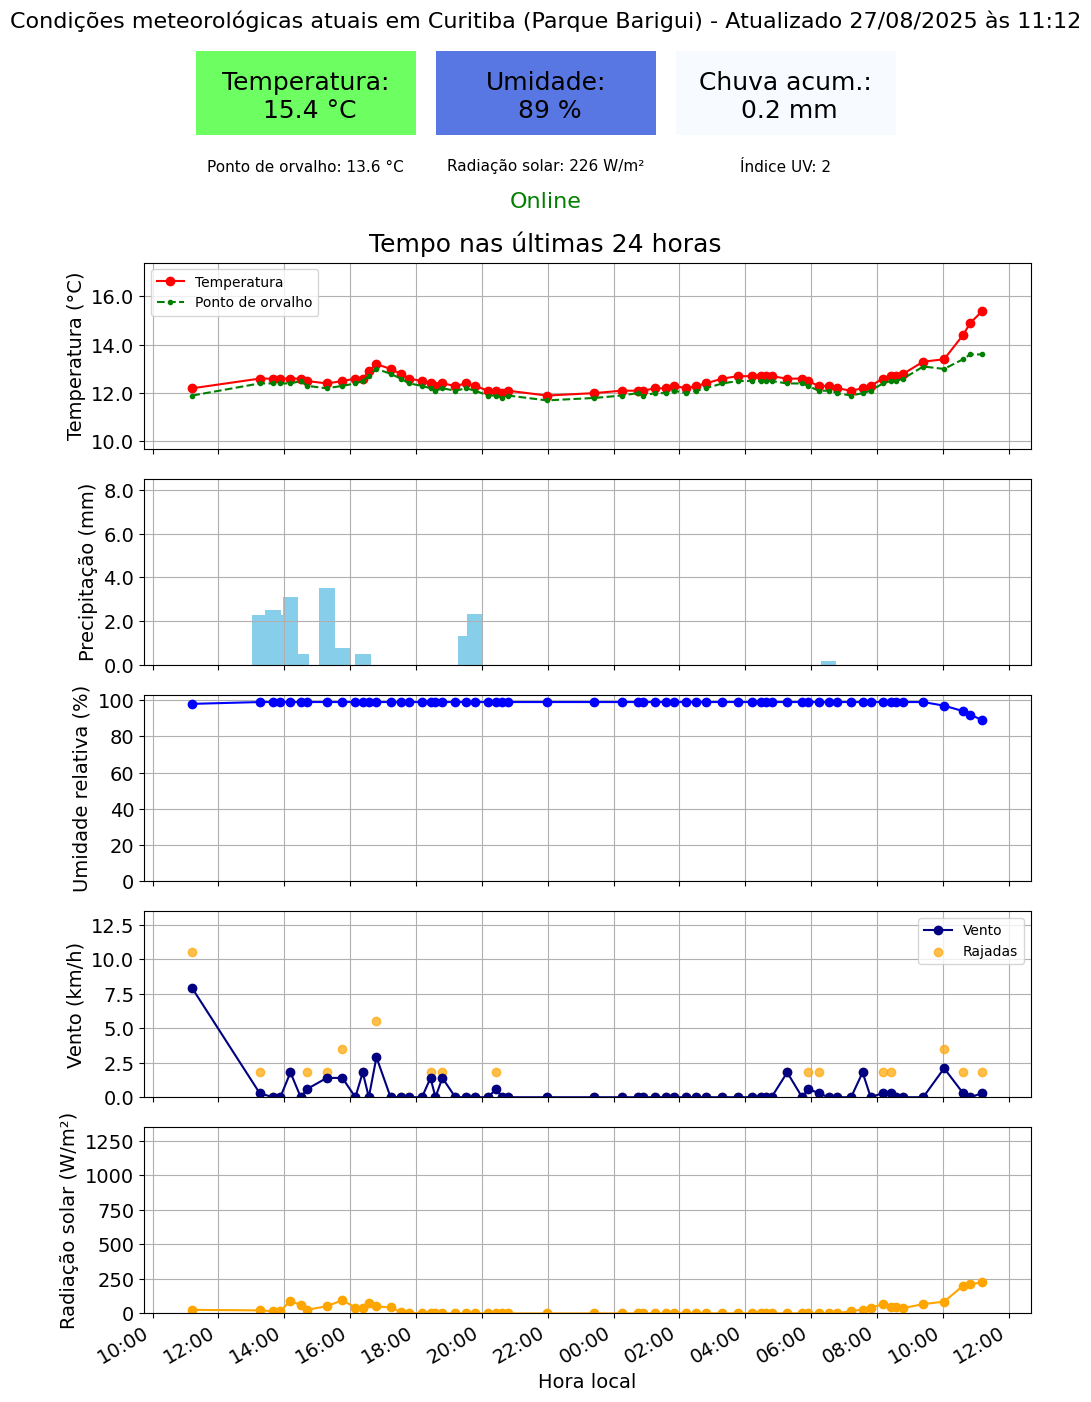 Condições meteorológicas atuais em Curitiba (Parque Barigui) - Atualizado 27/08/2025 às 11:12
Temperatura:
15.4 °C
Umidade:
89 %
Chuva acum.:
0.2 mm
Ponto de orvalho: 13.6 °C
Radiação solar: 226 W/m²
Índice UV: 2
Online
Tempo nas últimas 24 horas
Temperatura (°C)
16.0
14.0
12.0
10.0
Temperatura
Ponto de orvalho
Precipitação (mm)
8.0
6.0
4.0
2.0
0.0
Umidade relativa (%)
100
80
60
40
20
0
Vento (km/h)
12.5
10.0
7.5
5.0
2.5
0.0
Vento
Rajadas
Radiação solar (W/m²)
1250
1000
750
500
250
0
10:00
12:00
14:00
16:00
18:00
20:00
22:00
00:00
02:00
04:00
06:00
08:00
10:00
12:00
Hora local